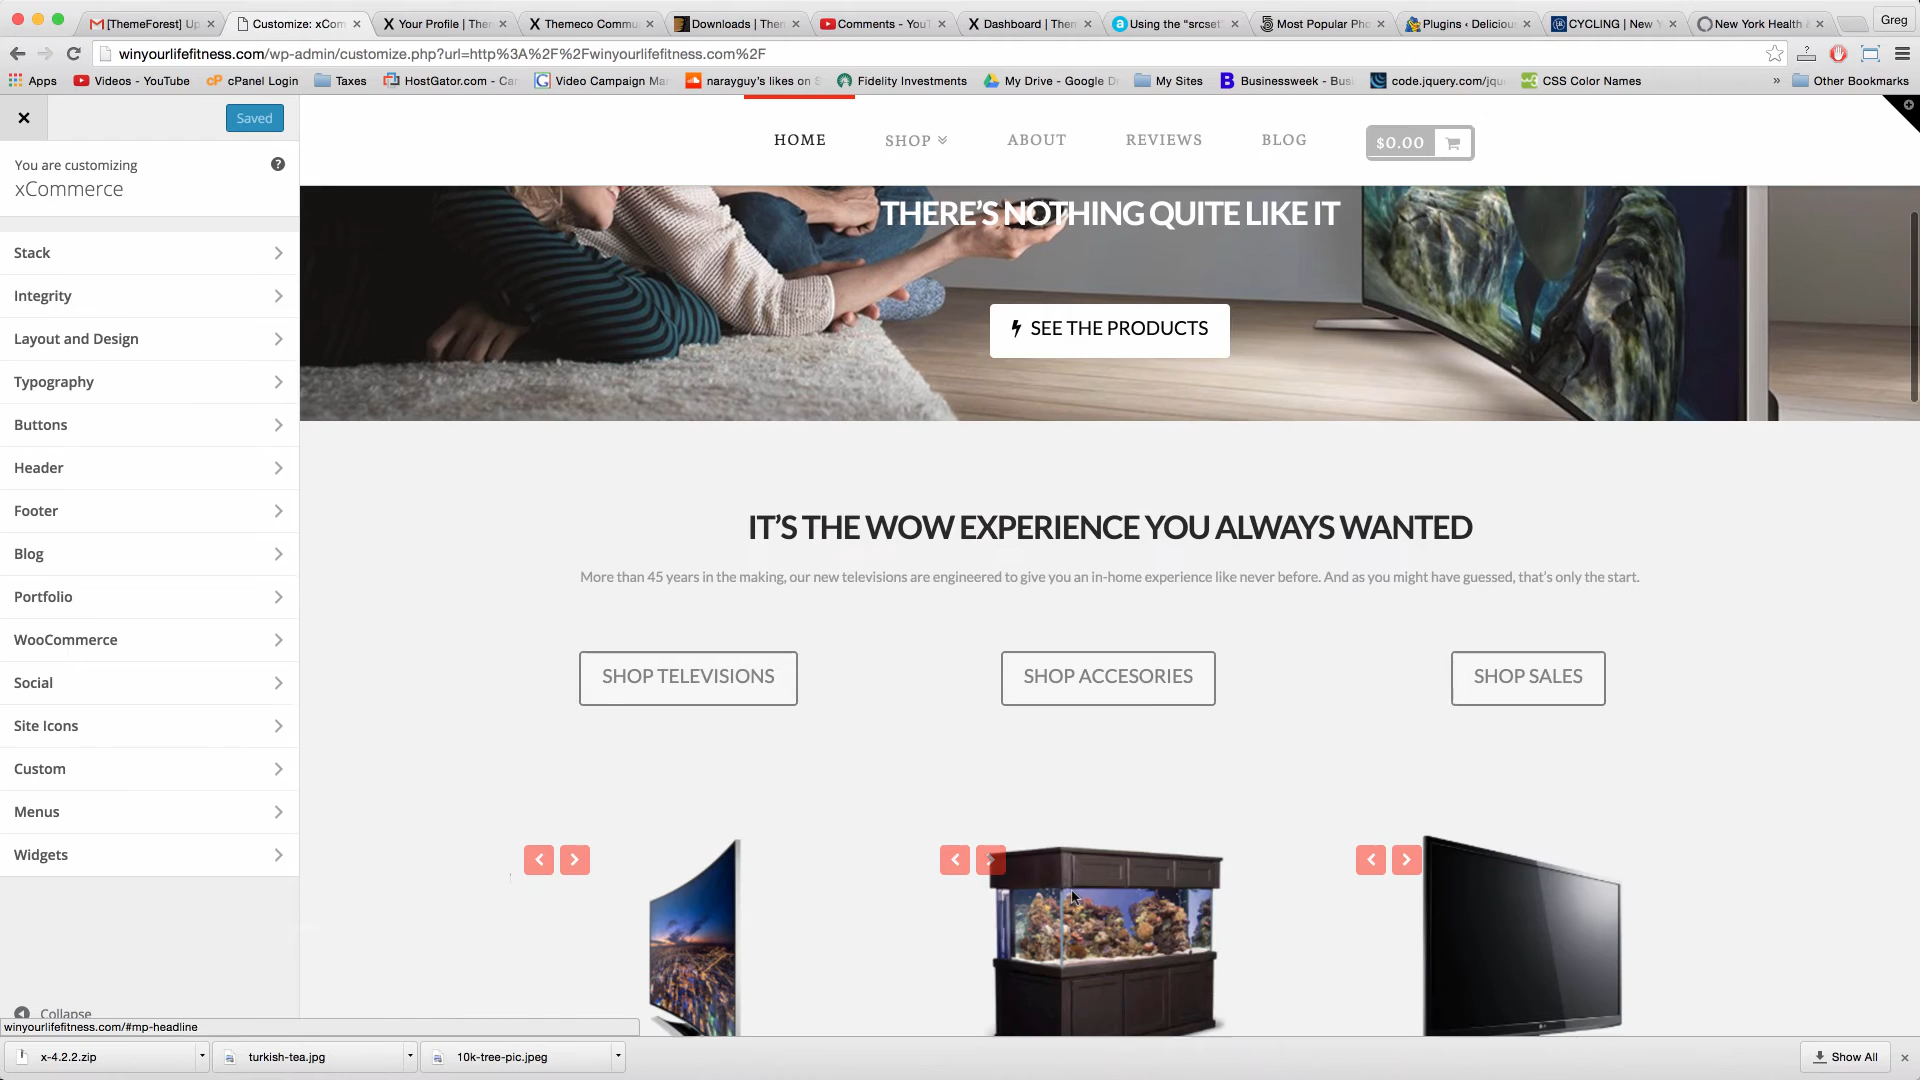 [ThemeForest] Up
Customize: xCom
Your Profile | Them
Themeco Commu
Downloads | Them
Comments - YouT
Dashboard | Them
Using the "srcset
Most Popular Pho
Plugins ‹ Deliciou
CYCLING | New Y
New York Health
Greg
winyourlifefitness.com/wp-admin/customize.php?url=http%3A%2F%2Fwinyourlifefitness.com%2F
Apps
Videos - YouTube
cPanel Login
Taxes
HostGator.com - Ca
Video Campaign Ma
narayguy's likes on S
Fidelity Investments
My Drive - Google D
My Sites
Businessweek - Bus
code.jquery.com/jqu
CSS Color Names
»
Other Bookmarks
Saved
You are customizing
xCommerce
Stack
Integrity
Layout and Design
Typography
Buttons
Header
Footer
Blog
Portfolio
WooCommerce
Social
Site Icons
Custom
Menus
Widgets
Collapse
HOME
SHOP
ABOUT
REVIEWS
BLOG
$0.00
THERE'S NOTHING QUITE LIKE IT
SEE THE PRODUCTS
IT'S THE WOW EXPERIENCE YOU ALWAYS WANTED
More than 45 years in the making, our new televisions are engineered to give you an in-home experience like never before. And as you might have guessed, that's only the start.
SHOP TELEVISIONS
SHOP ACCESORIES
SHOP SALES
winyourlifefitness.com/#mp-headline
x-4.2.2.zip
turkish-tea.jpg
10k-tree-pic.jpeg
Show All